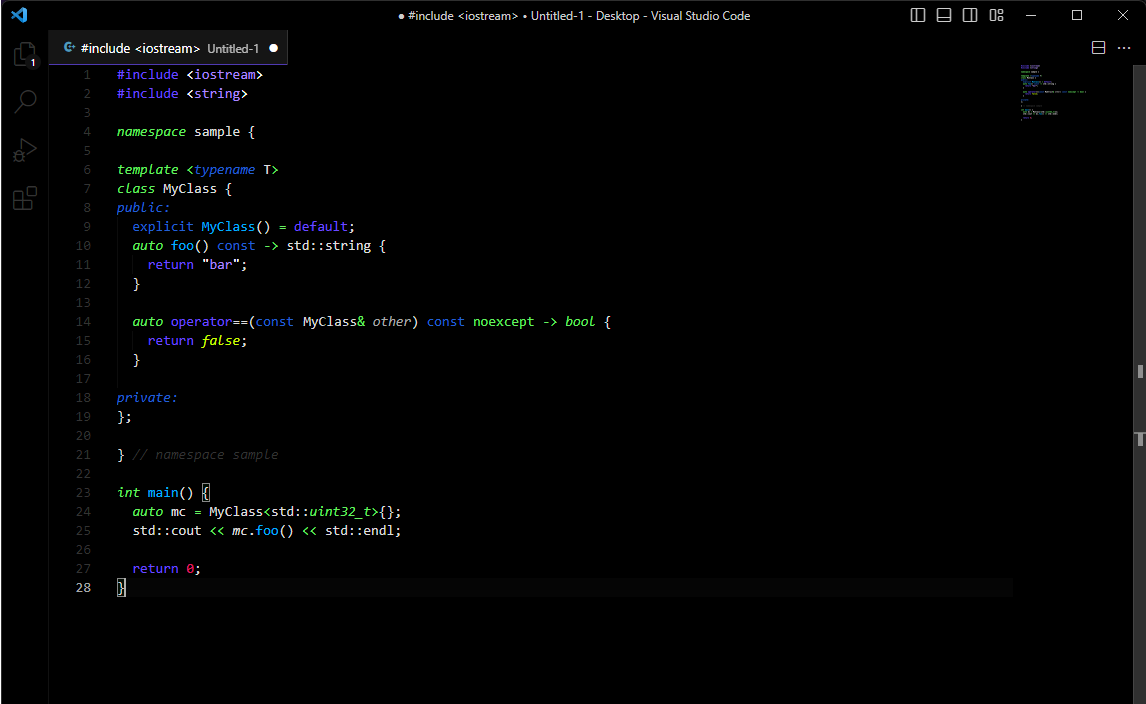 ● #include <iostream> • Untitled-1 - Desktop - Visual Studio Code
#include <iostream> Untitled-1 ●
1
1 #include <iostream>
2 #include <string>
3
4 namespace sample {
5
6 template <typename T>
7 class MyClass {
8 public:
9   explicit MyClass() = default;
10   auto foo() const -> std::string {
11     return "bar";
12   }
13
14   auto operator==(const MyClass& other) const noexcept -> bool {
15     return false;
16   }
17
18 private:
19 };
20
21 } // namespace sample
22
23 int main() {
24   auto mc = MyClass<std::uint32_t>{};
25   std::cout << mc.foo() << std::endl;
26
27   return 0;
28 }